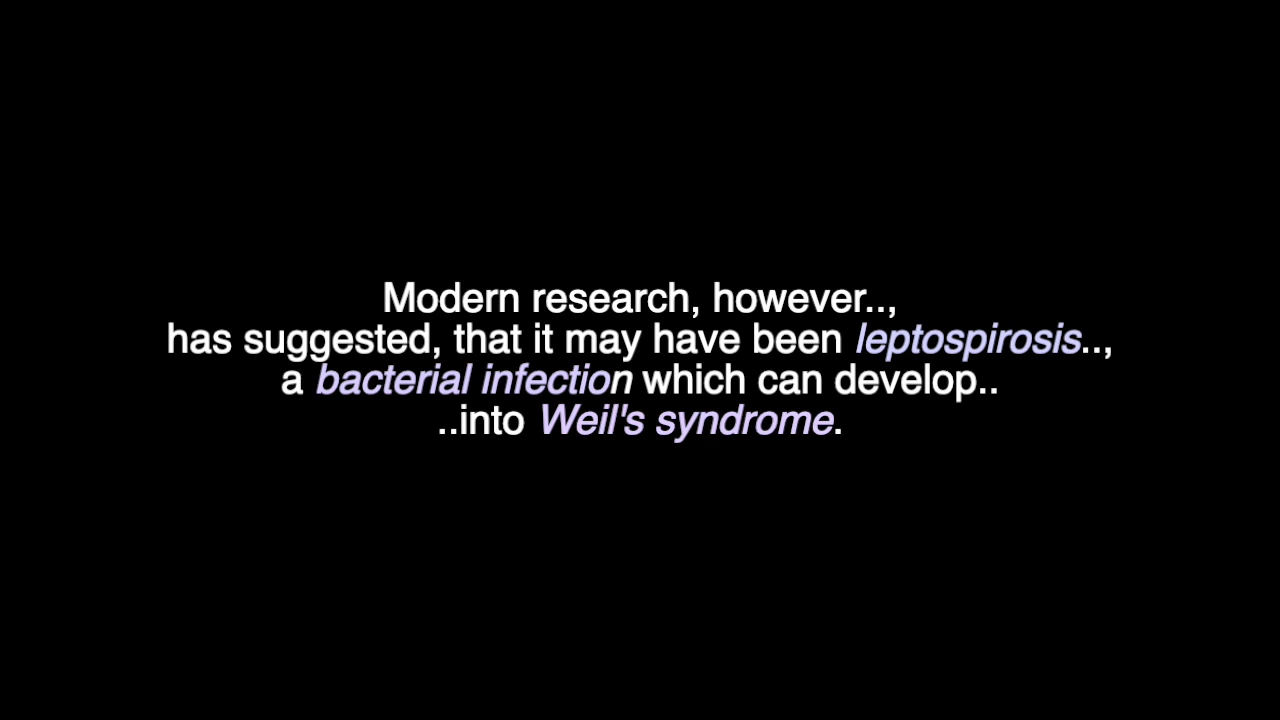 Modern research, however..,
has suggested, that it may have been leptospirosis..,
a bacterial infection which can develop..
..into Weil's syndrome.